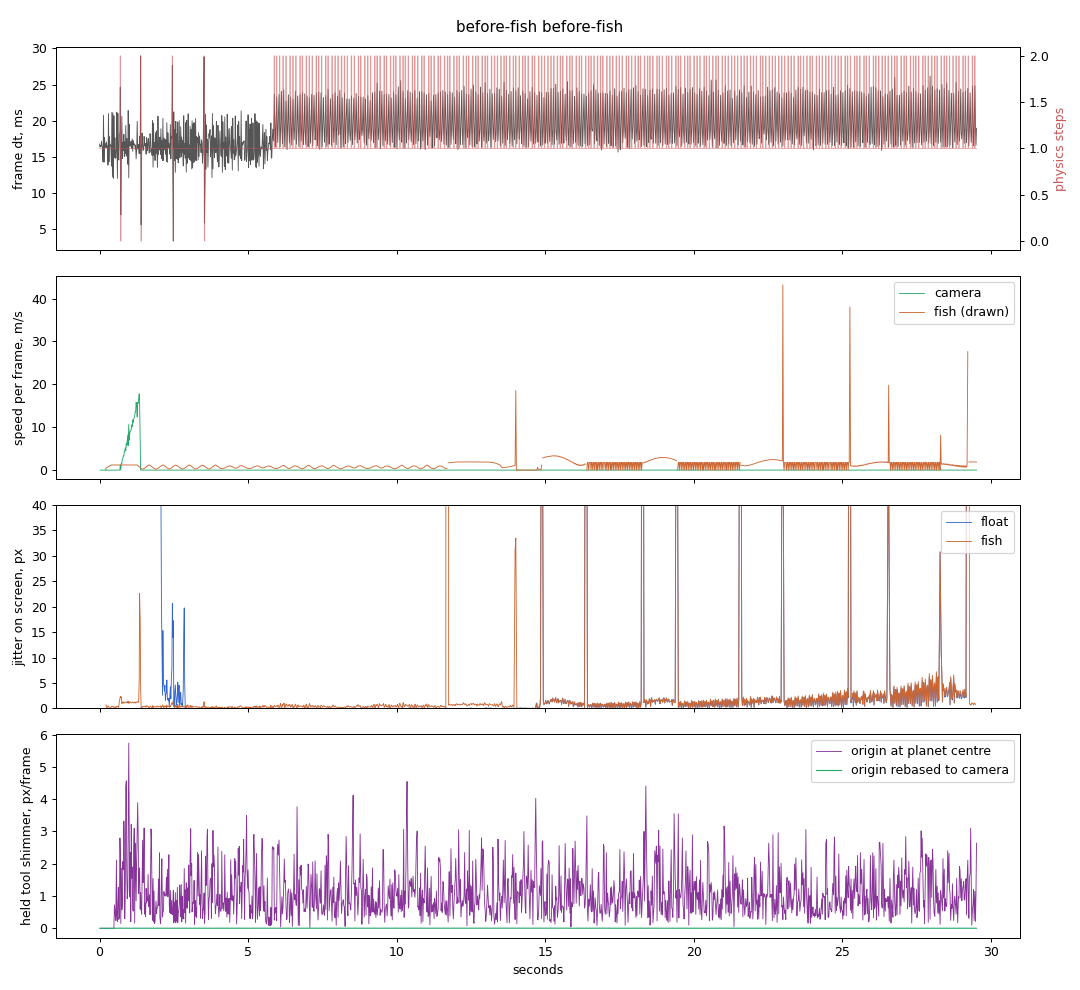 before-fish before-fish
30
25
20
15
10
5
frame dt, ms
2.0
1.5
1.0
0.5
0.0
physics steps
40
30
20
10
0
speed per frame, m/s
camera
fish (drawn)
40
35
30
25
20
15
10
5
0
jitter on screen, px
float
fish
6
5
4
3
2
1
0
held tool shimmer, px/frame
origin at planet centre
origin rebased to camera
0 5 10 15 20 25 30
seconds